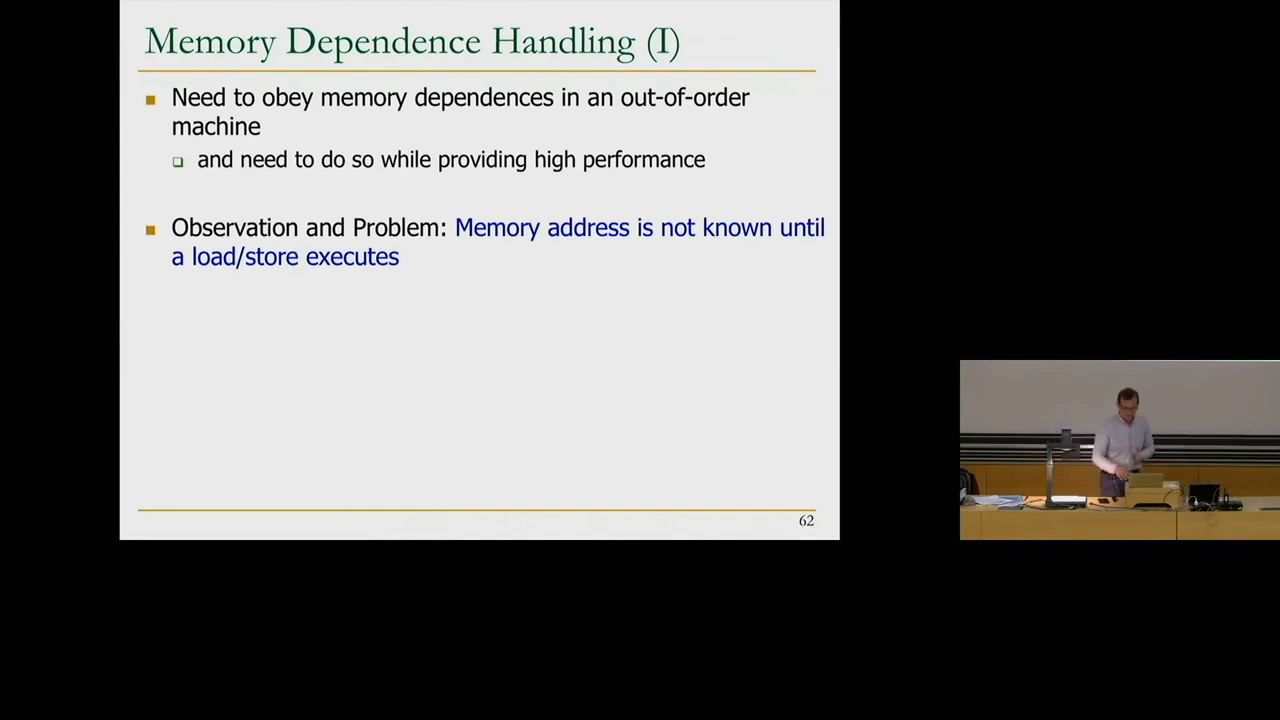 Memory Dependence Handling (I)
Need to obey memory dependences in an out-of-order
machine
and need to do so while providing high performance
Observation and Problem: Memory address is not known until
a load/store executes
62